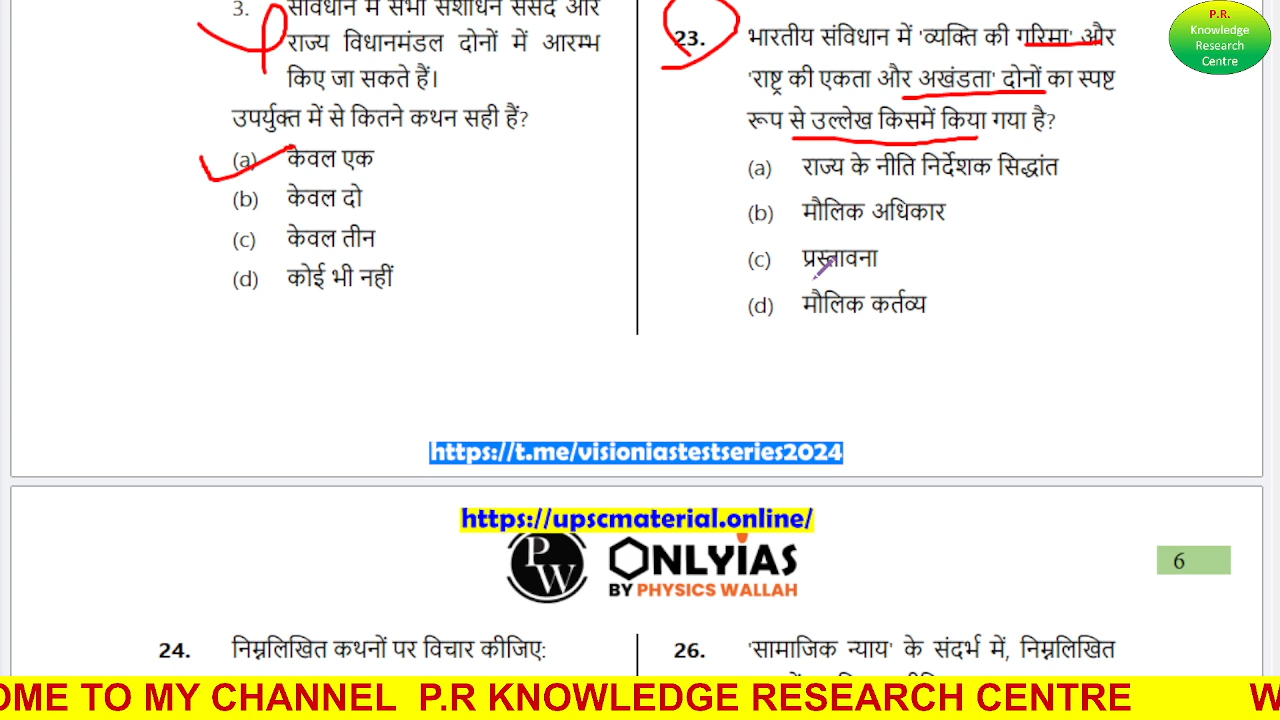 3. संविधान में सभी संशोधन संसद और
राज्य विधानमंडल दोनों में आरम्भ
किए जा सकते हैं।
उपर्युक्त में से कितने कथन सही हैं?
(a) केवल एक
(b) केवल दो
(c) केवल तीन
(d) कोई भी नहीं
23. भारतीय संविधान में 'व्यक्ति की गरिमा' और
'राष्ट्र की एकता और अखंडता' दोनों का स्पष्ट
रूप से उल्लेख किसमें किया गया है?
(a) राज्य के नीति निर्देशक सिद्धांत
(b) मौलिक अधिकार
(c) प्रस्तावना
(d) मौलिक कर्तव्य
P.R.
Knowledge
Research
Centre
https://t.me/visioniastestseries2024
https://upscmaterial.online/
PW
ONLYIAS
BY PHYSICS WALLAH
6
24. निम्नलिखित कथनों पर विचार कीजिए:
26. 'सामाजिक न्याय' के संदर्भ में, निम्नलिखित
OME TO MY CHANNEL P.R KNOWLEDGE RESEARCH CENTRE W